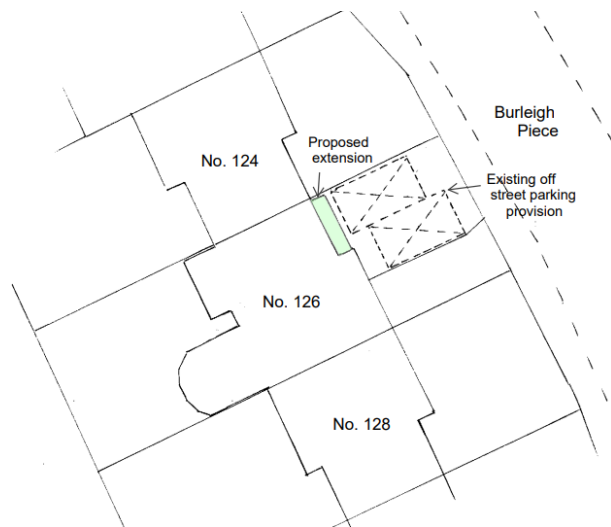 Burleigh
Piece
Proposed
extension
No. 124
Existing off
street parking
provision
No. 126
No. 128